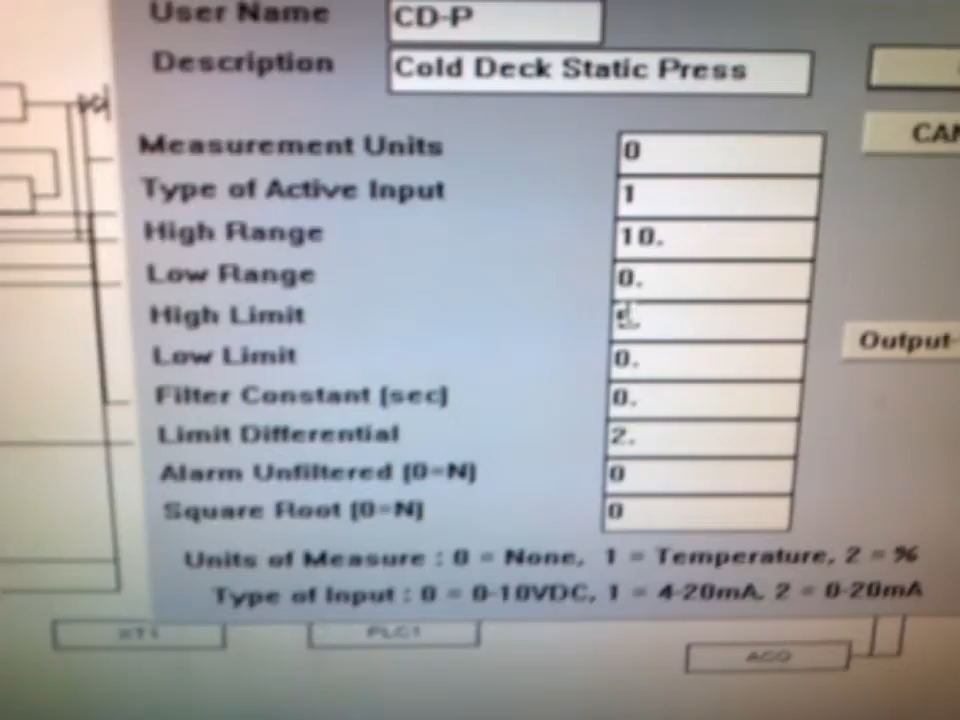 User Name CD-P
Description Cold Deck Static Press
CAN
Measurement Units 0
Type of Active Input 1
High Range 10.
Low Range 0.
High Limit
Low Limit 0.
Output-
Filter Constant (sec) 0.
Limit Differential 2.
Alarm Unfiltered (0=N) 0
Square Root (0=N) 0
Units of Measure : 0 = None, 1 = Temperature, 2 = %
Type of Input : 0 = 0-10VDC, 1 = 4-20mA, 2 = 0-20mA
PLC1